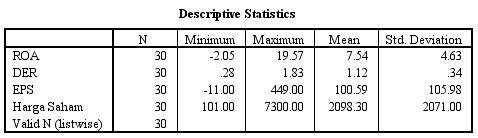 Descriptive Statistics
N Minimum Maximum Mean Std. Deviation
ROA 30 -2.05 19.57 7.54 4.63
DER 30 .28 1.83 1.12 .34
EPS 30 -11.00 449.00 100.59 105.98
Harga Saham 30 101.00 7300.00 2098.30 2071.00
Valid N (listwise) 30